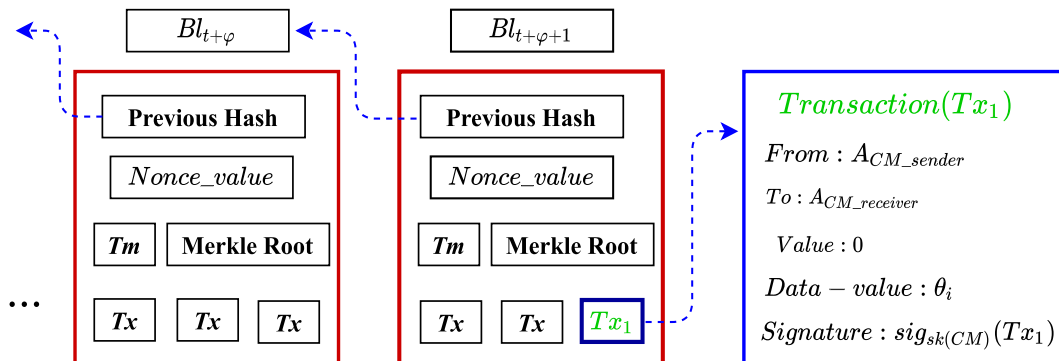 Bl_{t+φ}
Previous Hash
Nonce_value
Tm Merkle Root
Tx Tx Tx
Bl_{t+φ+1}
Previous Hash
Nonce_value
Tm Merkle Root
Tx Tx Tx_1
Transaction(Tx_1)
From : A_{CM_sender}
To : A_{CM_receiver}
Value : 0
Data − value : θ_i
Signature : sig_{sk(CM)}(Tx_1)
...